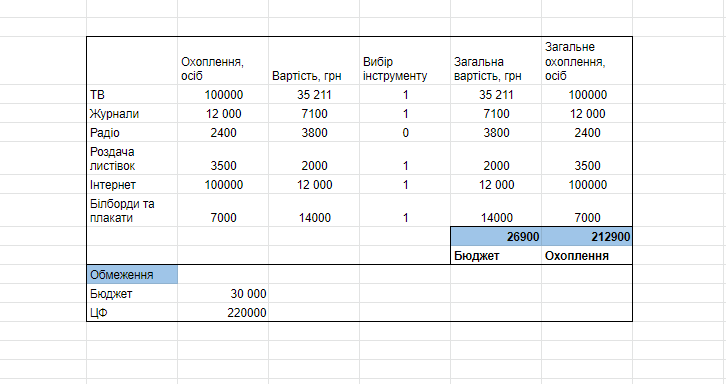 Охоплення, осіб Вартість, грн Вибір інструменту Загальна вартість, грн Загальне охоплення, осіб
ТВ 100000 35 211 1 35 211 100000
Журнали 12 000 7100 1 7100 12 000
Радіо 2400 3800 0 3800 2400
Роздача листівок 3500 2000 1 2000 3500
Інтернет 100000 12 000 1 12 000 100000
Білборди та плакати 7000 14000 1 14000 7000
26900 212900
Бюджет Охоплення
Обмеження
Бюджет 30 000
ЦФ 220000